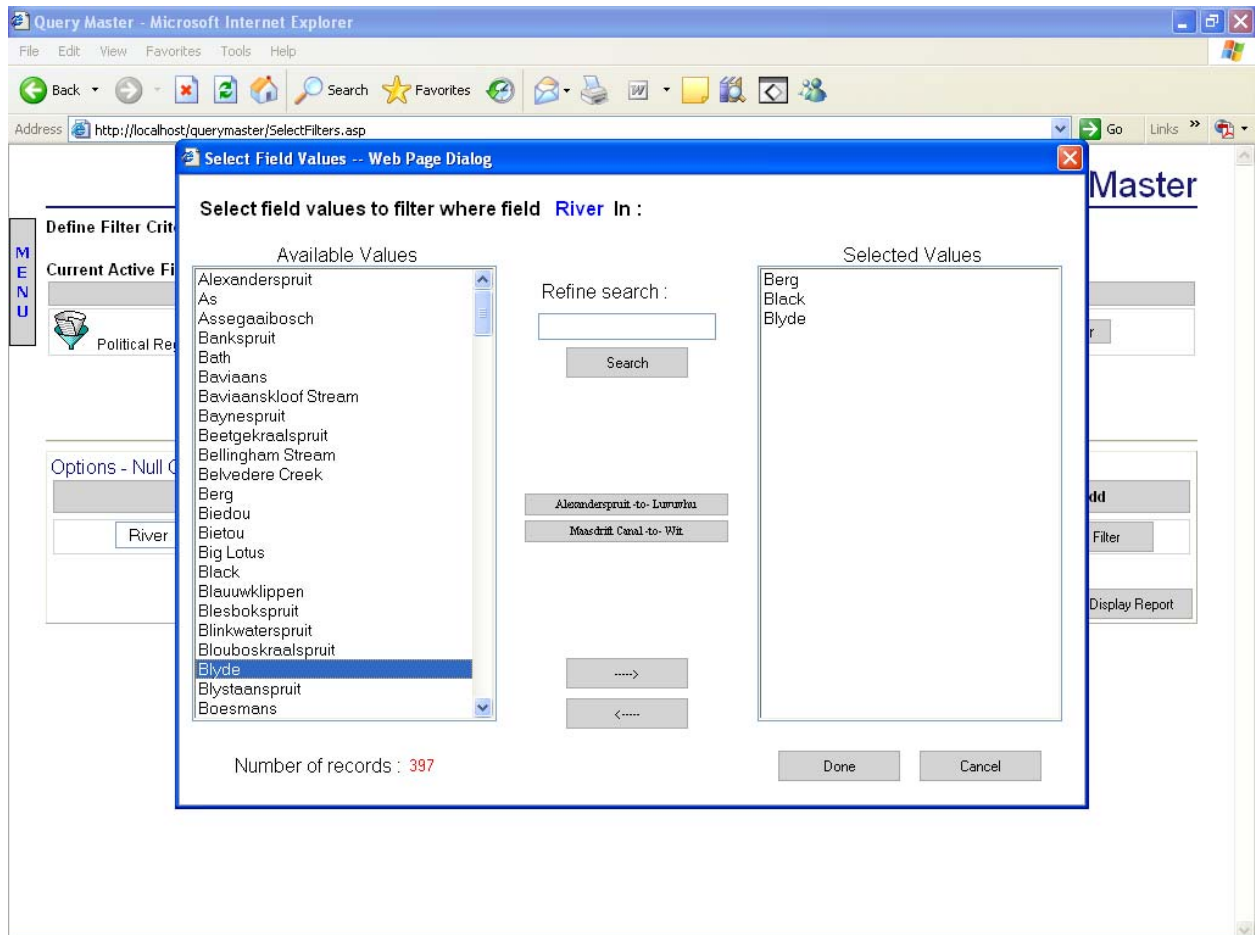 Query Master - Microsoft Internet Explorer
File Edit View Favorites Tools Help
Back Search Favorites
Address http://localhost/querymaster/SelectFilters.asp Go Links »
Select Field Values -- Web Page Dialog
Master
Select field values to filter where field River In :
Define Filter Crit
MENU
Current Active Fi
Political Reg
r
Available Values
Alexanderspruit
As
Assegaaibosch
Bankspruit
Bath
Baviaans
Baviaanskloof Stream
Baynespruit
Beetgekraalspruit
Bellingham Stream
Belvedere Creek
Berg
Biedou
Bietou
Big Lotus
Black
Blauuwklippen
Blesbokspruit
Blinkwaterspruit
Blouboskraalspruit
Blyde
Blystaanspruit
Boesmans
Refine search :
Search
Alexanderspruit -to- Luvuvhu
Maasdrift Canal -to- Wit
----->
<-----
Selected Values
Berg
Black
Blyde
Number of records : 397
Done Cancel
Options - Null C
River
dd
Filter
Display Report